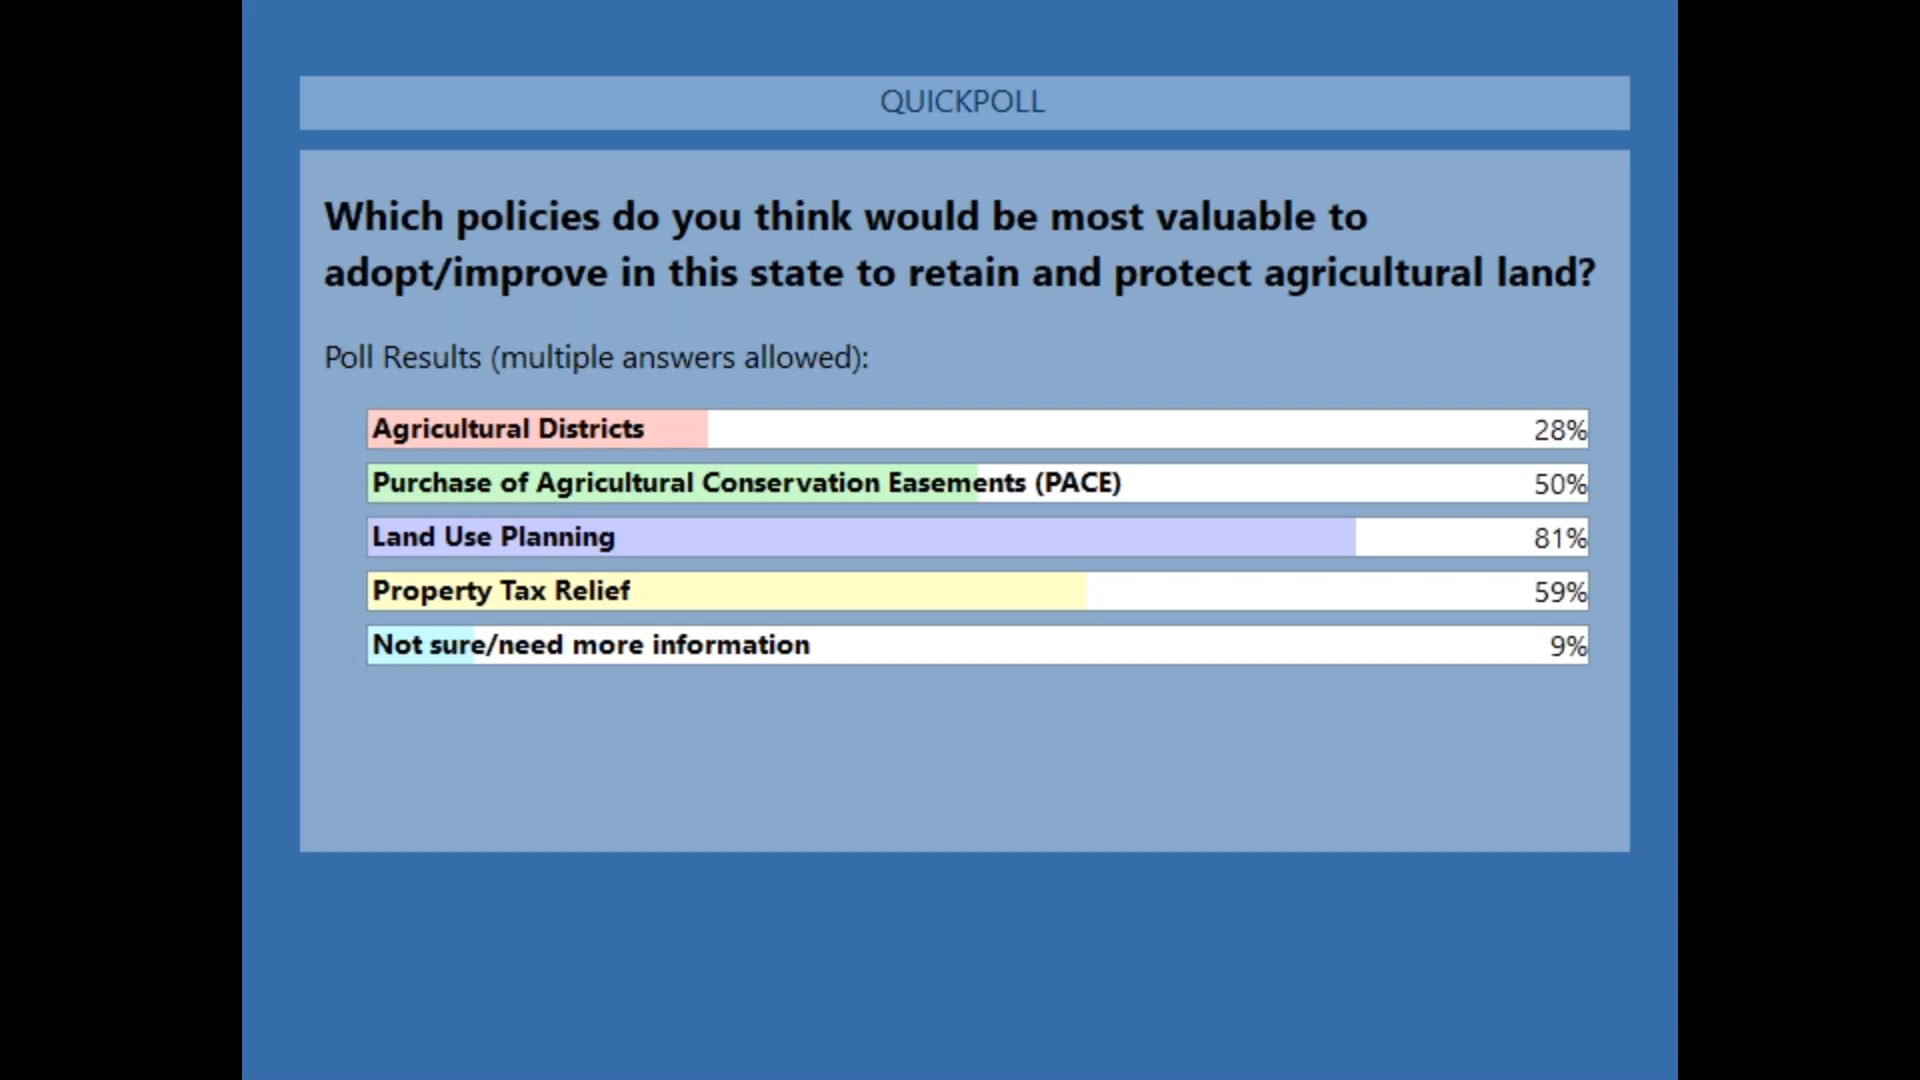 QUICKPOLL
Which policies do you think would be most valuable to
adopt/improve in this state to retain and protect agricultural land?
Poll Results (multiple answers allowed):
Agricultural Districts 28%
Purchase of Agricultural Conservation Easements (PACE) 50%
Land Use Planning 81%
Property Tax Relief 59%
Not sure/need more information 9%